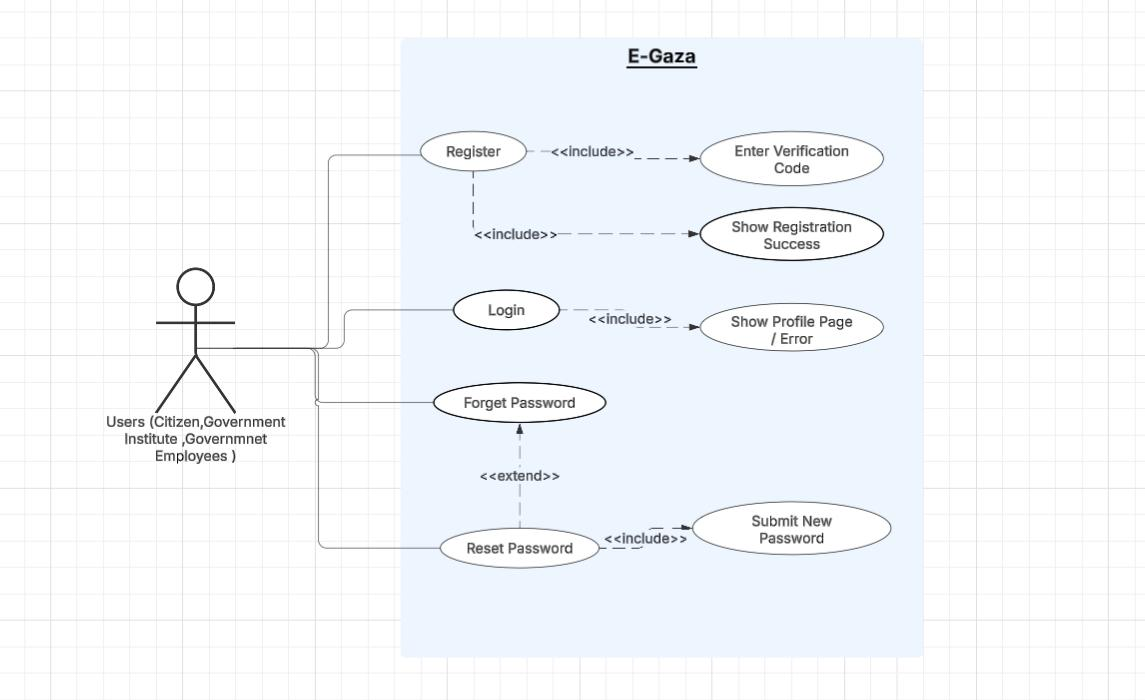 E-Gaza
Register
<<include>>
Enter Verification
Code
<<include>>
Show Registration
Success
Login
<<include>>
Show Profile Page
/ Error
Forget Password
Users (Citizen,Government
Institute ,Governmnet
Employees )
<<extend>>
Reset Password
<<include>>
Submit New
Password